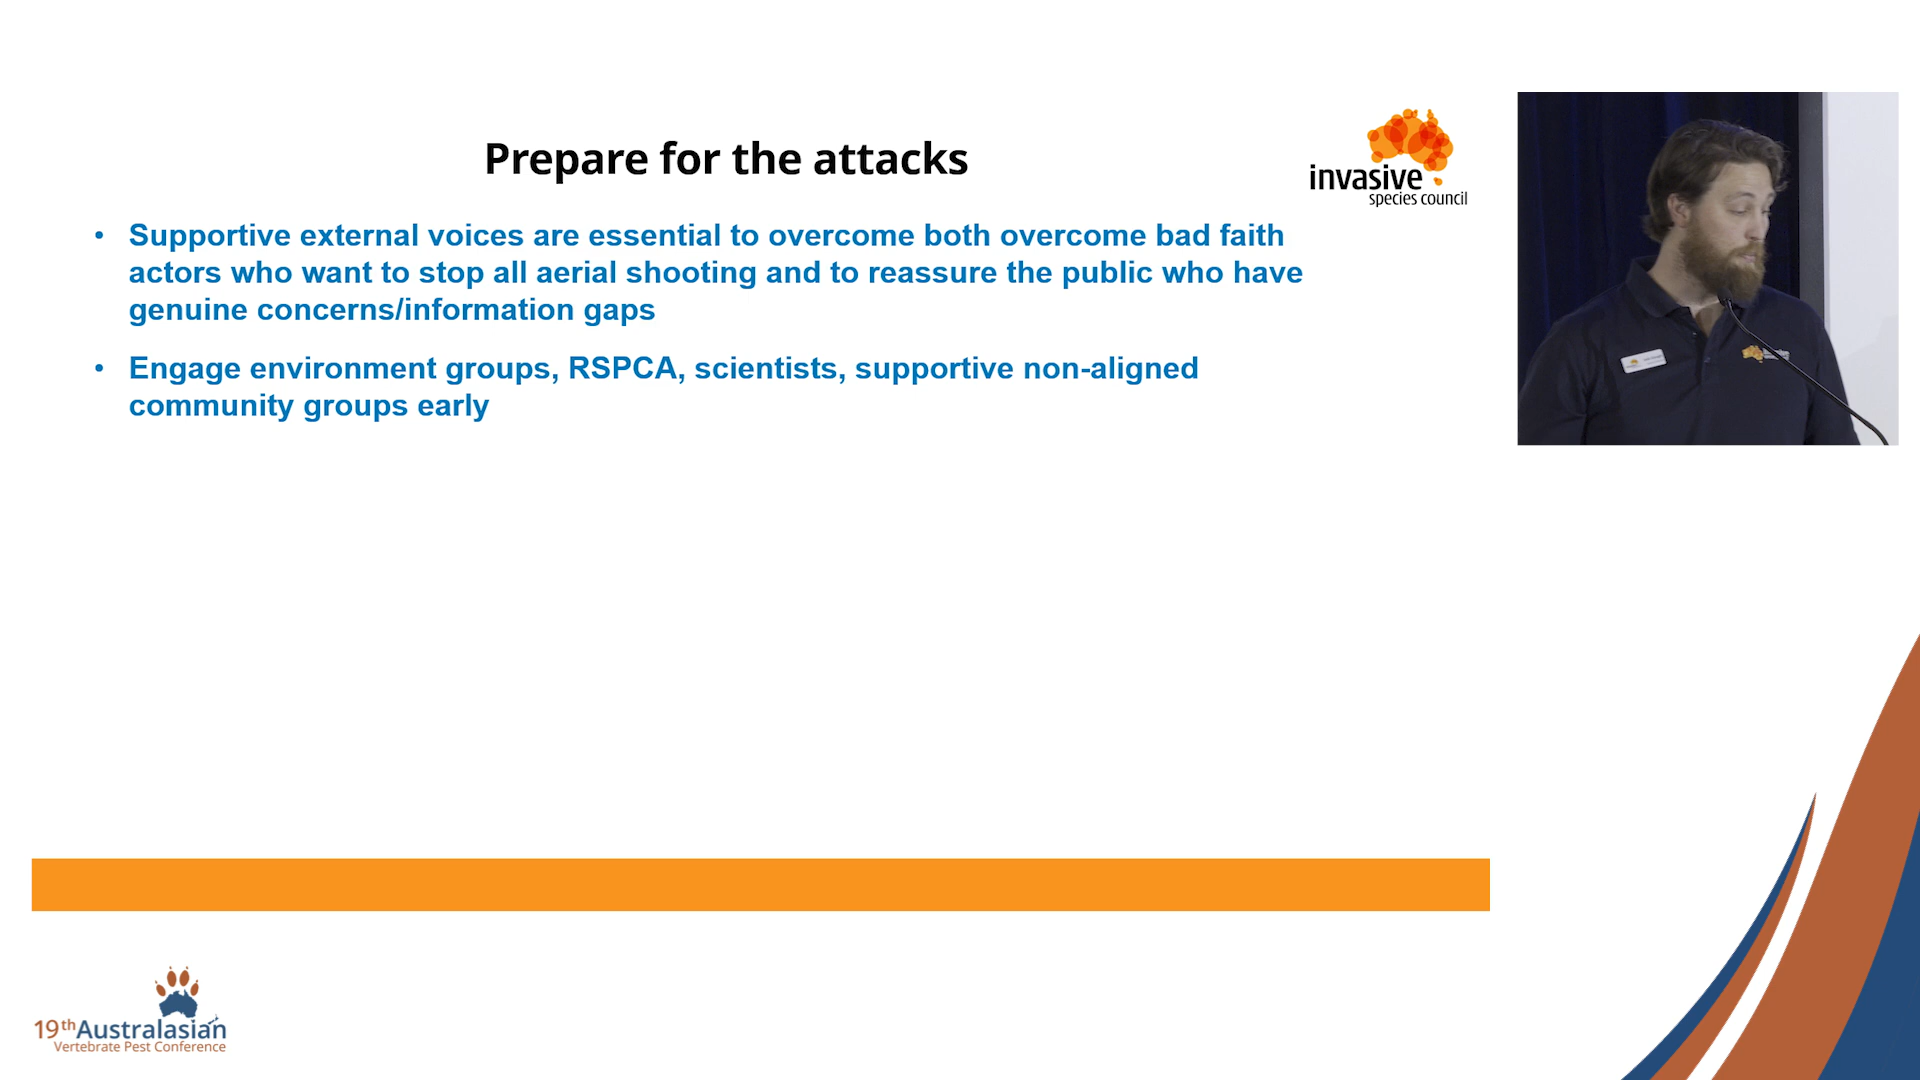 Prepare for the attacks
invasive
species council
• Supportive external voices are essential to overcome both overcome bad faith
actors who want to stop all aerial shooting and to reassure the public who have
genuine concerns/information gaps
• Engage environment groups, RSPCA, scientists, supportive non-aligned
community groups early
19th Australasian
Vertebrate Pest Conference